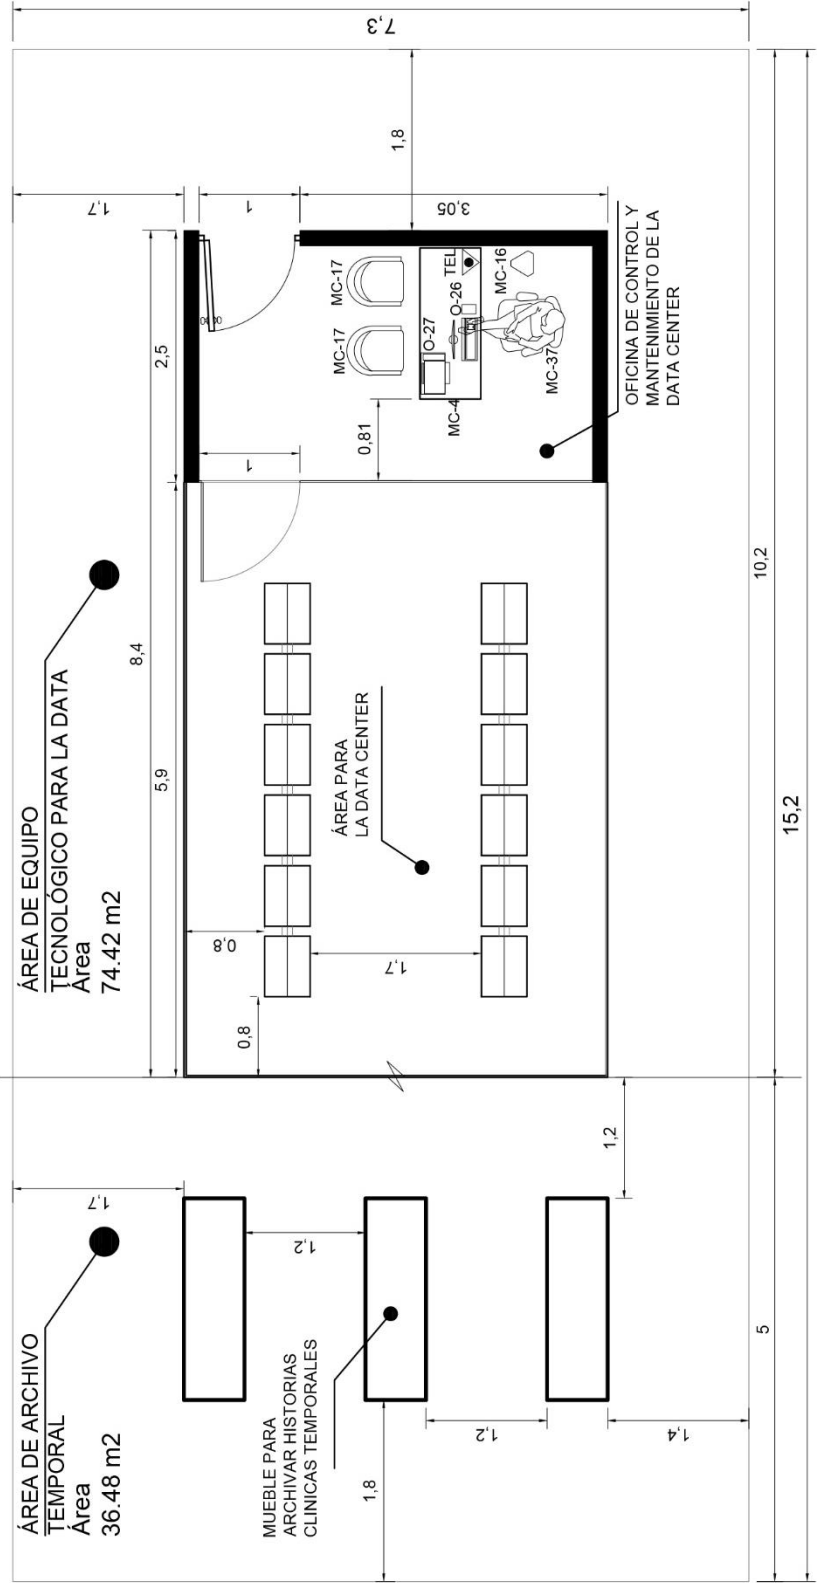 ÁREA DE ARCHIVO
TEMPORAL
Área
36.48 m2
ÁREA DE EQUIPO
TECNOLÓGICO PARA LA DATA
Área
74.42 m2
1,7
1,7
7,3
8,4
5,9
2,5
1
1
1,8
3,05
MC-17
MC-17
0,81
O-27
O-26
TEL
MC-4
MC-16
MC-37
OFICINA DE CONTROL Y
MANTENIMIENTO DE LA
DATA CENTER
0,8
0,8
1,7
ÁREA PARA
LA DATA CENTER
MUEBLE PARA
ARCHIVAR HISTORIAS
CLINICAS TEMPORALES
1,2
1,2
1,2
1,8
1,4
5
10,2
15,2